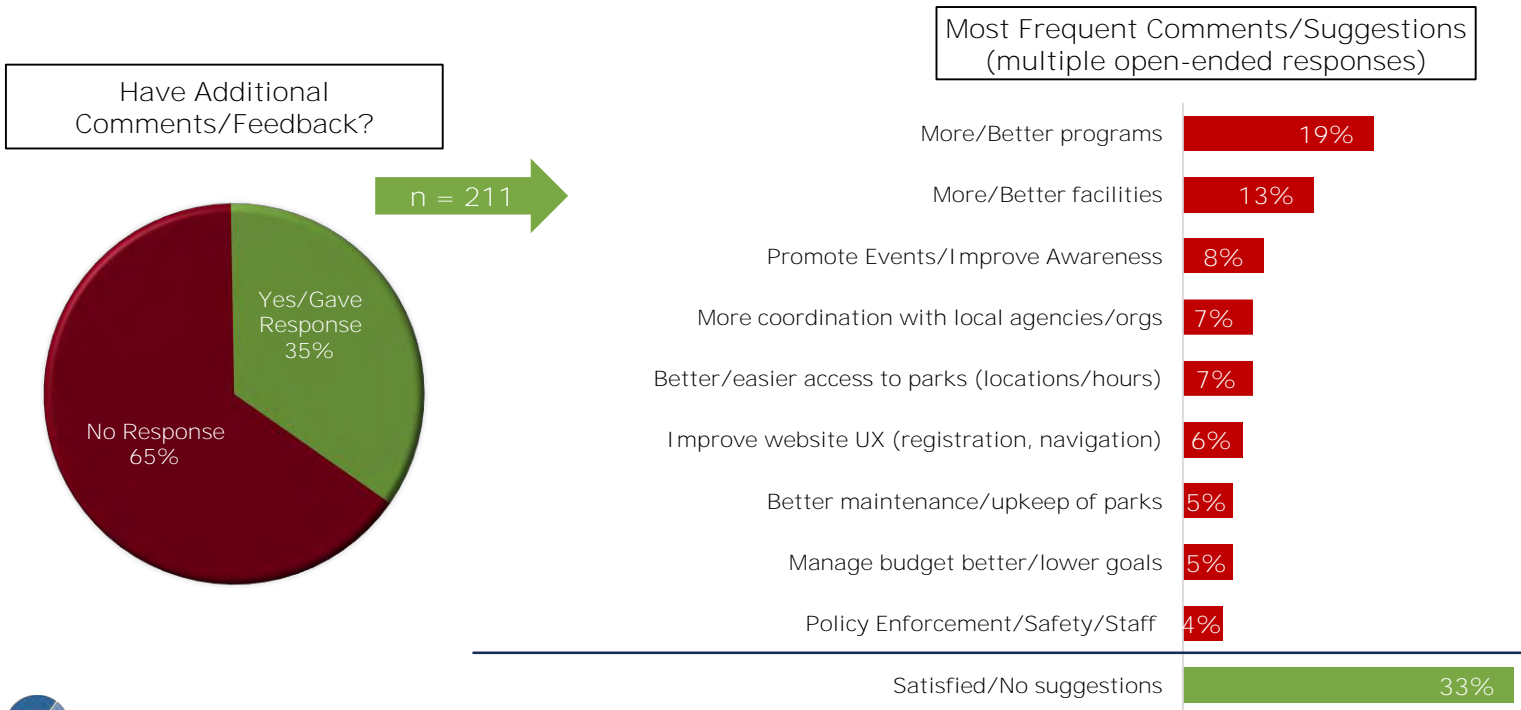 Have Additional
Comments/Feedback?
n = 211
Yes/Gave
Response
35%
No Response
65%
Most Frequent Comments/Suggestions
(multiple open-ended responses)
More/Better programs 19%
More/Better facilities 13%
Promote Events/Improve Awareness 8%
More coordination with local agencies/orgs 7%
Better/easier access to parks (locations/hours) 7%
Improve website UX (registration, navigation) 6%
Better maintenance/upkeep of parks 5%
Manage budget better/lower goals 5%
Policy Enforcement/Safety/Staff 4%
Satisfied/No suggestions 33%